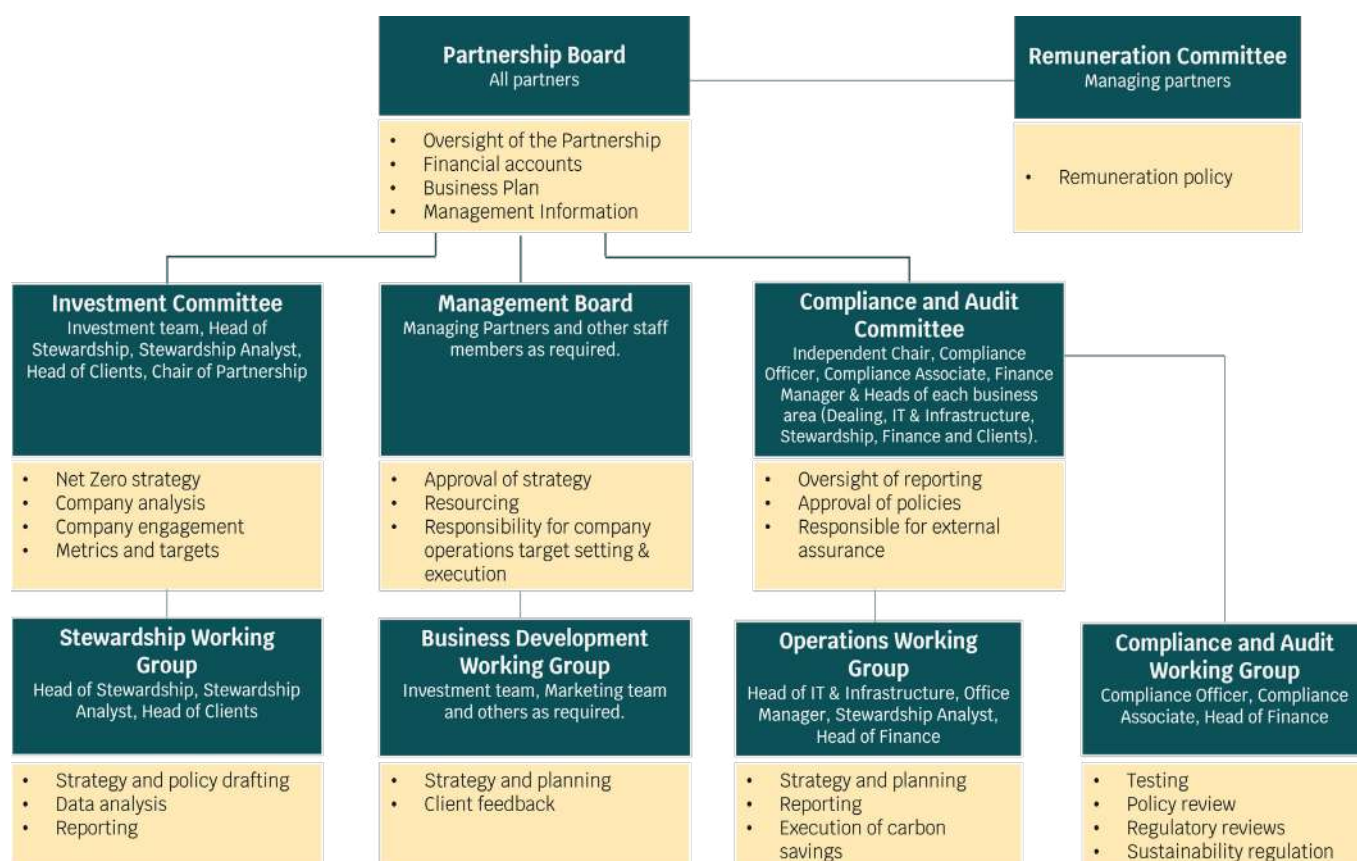 Partnership Board
All partners
• Oversight of the Partnership
• Financial accounts
• Business Plan
• Management Information
Remuneration Committee
Managing partners
• Remuneration policy
Investment Committee
Investment team, Head of
Stewardship, Stewardship Analyst,
Head of Clients, Chair of Partnership
• Net Zero strategy
• Company analysis
• Company engagement
• Metrics and targets
Management Board
Managing Partners and other staff
members as required.
• Approval of strategy
• Resourcing
• Responsibility for company
operations target setting &
execution
Compliance and Audit
Committee
Independent Chair, Compliance
Officer, Compliance Associate, Finance
Manager & Heads of each business
area (Dealing, IT & Infrastructure,
Stewardship, Finance and Clients).
• Oversight of reporting
• Approval of policies
• Responsible for external
assurance
Stewardship Working
Group
Head of Stewardship, Stewardship
Analyst, Head of Clients
• Strategy and policy drafting
• Data analysis
• Reporting
Business Development
Working Group
Investment team, Marketing team
and others as required.
• Strategy and planning
• Client feedback
Operations Working
Group
Head of IT & Infrastructure, Office
Manager, Stewardship Analyst,
Head of Finance
• Strategy and planning
• Reporting
• Execution of carbon
savings
Compliance and Audit
Working Group
Compliance Officer, Compliance
Associate, Head of Finance
• Testing
• Policy review
• Regulatory reviews
• Sustainability regulation